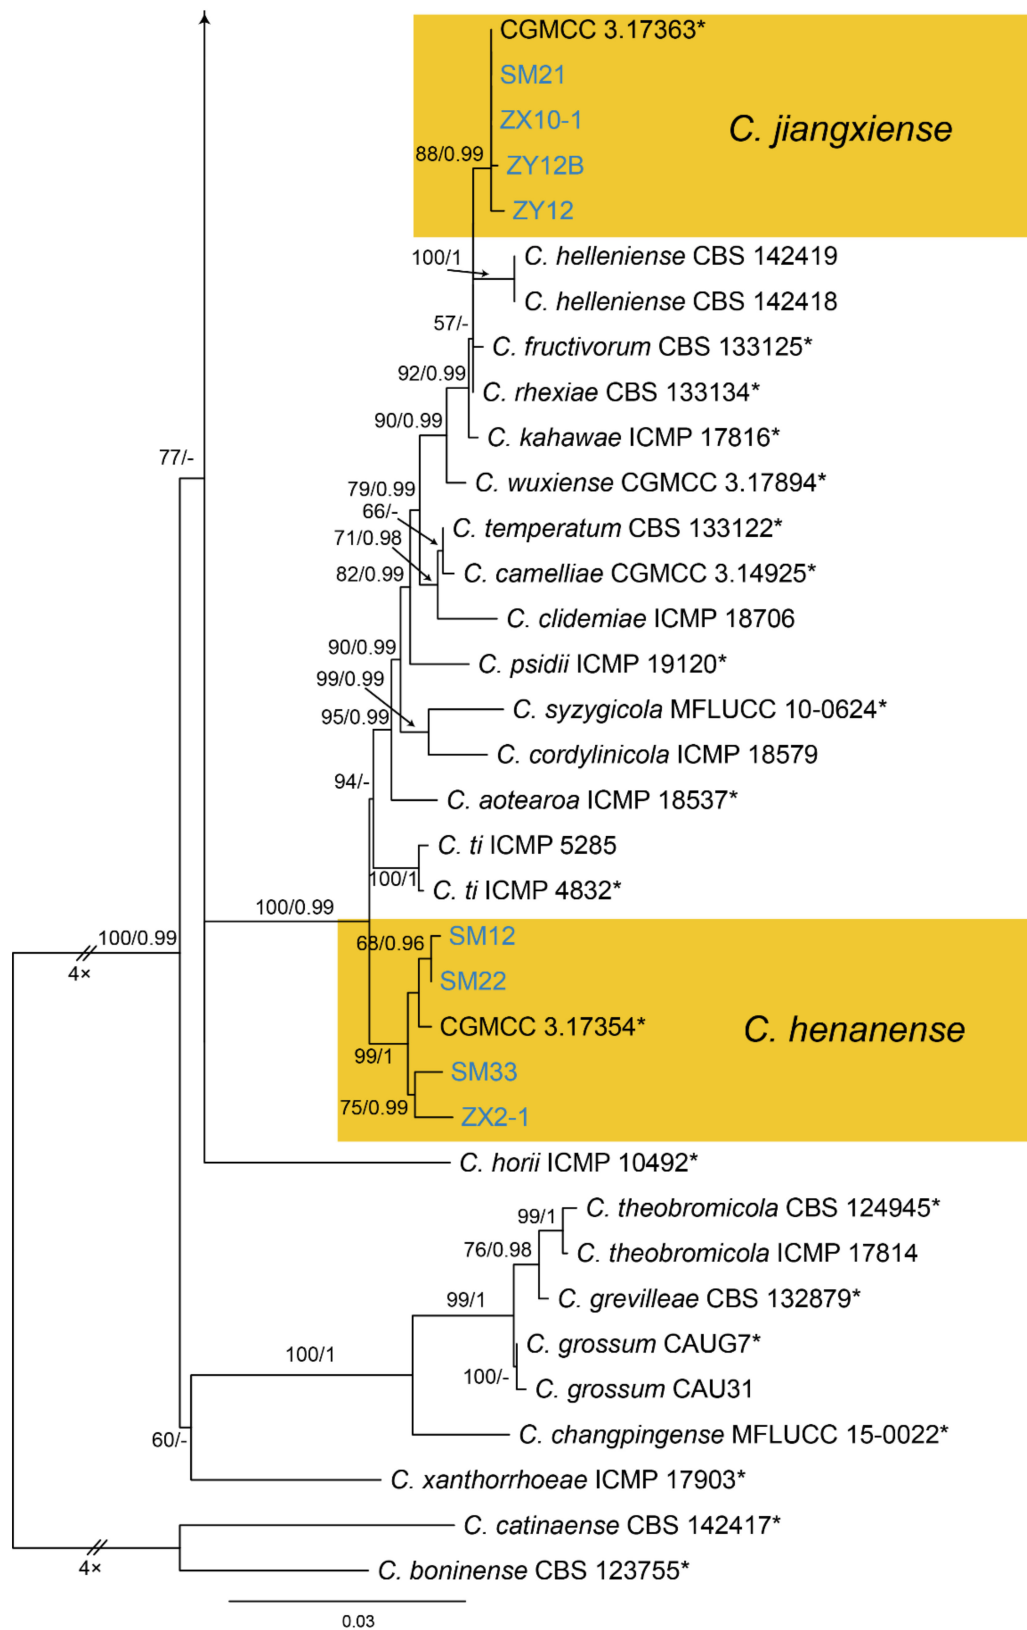 CGMCC 3.17363*
SM21
ZX10-1
C. jiangxiense
88/0.99
ZY12B
ZY12
100/1
C. helleniense CBS 142419
C. helleniense CBS 142418
57/-
C. fructivorum CBS 133125*
92/0.99
C. rhexiae CBS 133134*
90/0.99
C. kahawae ICMP 17816*
77/-
C. wuxiense CGMCC 3.17894*
79/0.99
66/-
C. temperatum CBS 133122*
71/0.98
82/0.99
C. camelliae CGMCC 3.14925*
C. clidemiae ICMP 18706
90/0.99
C. psidii ICMP 19120*
99/0.99
95/0.99
C. syzygicola MFLUCC 10-0624*
C. cordylinicola ICMP 18579
94/-
C. aotearoa ICMP 18537*
C. ti ICMP 5285
100/1
C. ti ICMP 4832*
100/0.99
100/0.99
4×
68/0.96
SM12
SM22
CGMCC 3.17354*
C. henanense
99/1
SM33
75/0.99
ZX2-1
C. horii ICMP 10492*
99/1
C. theobromicola CBS 124945*
76/0.98
C. theobromicola ICMP 17814
99/1
C. grevilleae CBS 132879*
C. grossum CAUG7*
100/1
100/-
C. grossum CAU31
60/-
C. changpingense MFLUCC 15-0022*
C. xanthorrhoeae ICMP 17903*
C. catinaense CBS 142417*
4×
C. boninense CBS 123755*
0.03